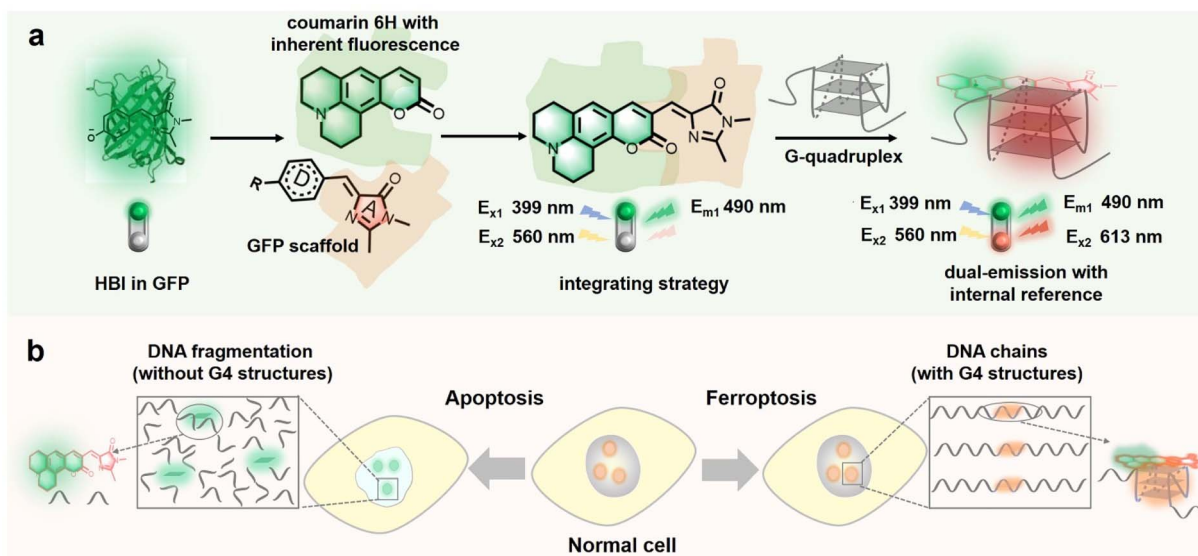 a
coumarin 6H with
inherent fluorescence
O
O
N
R
D
A
O
N
N
GFP scaffold
HBI in GFP
N
O
O
O
N
N
Ex1 399 nm
Em1 490 nm
Ex2 560 nm
integrating strategy
G-quadruplex
Ex1 399 nm
Em1 490 nm
Ex2 560 nm
Ex2 613 nm
dual-emission with
internal reference
b
DNA fragmentation
(without G4 structures)
Apoptosis
Ferroptosis
DNA chains
(with G4 structures)
Normal cell